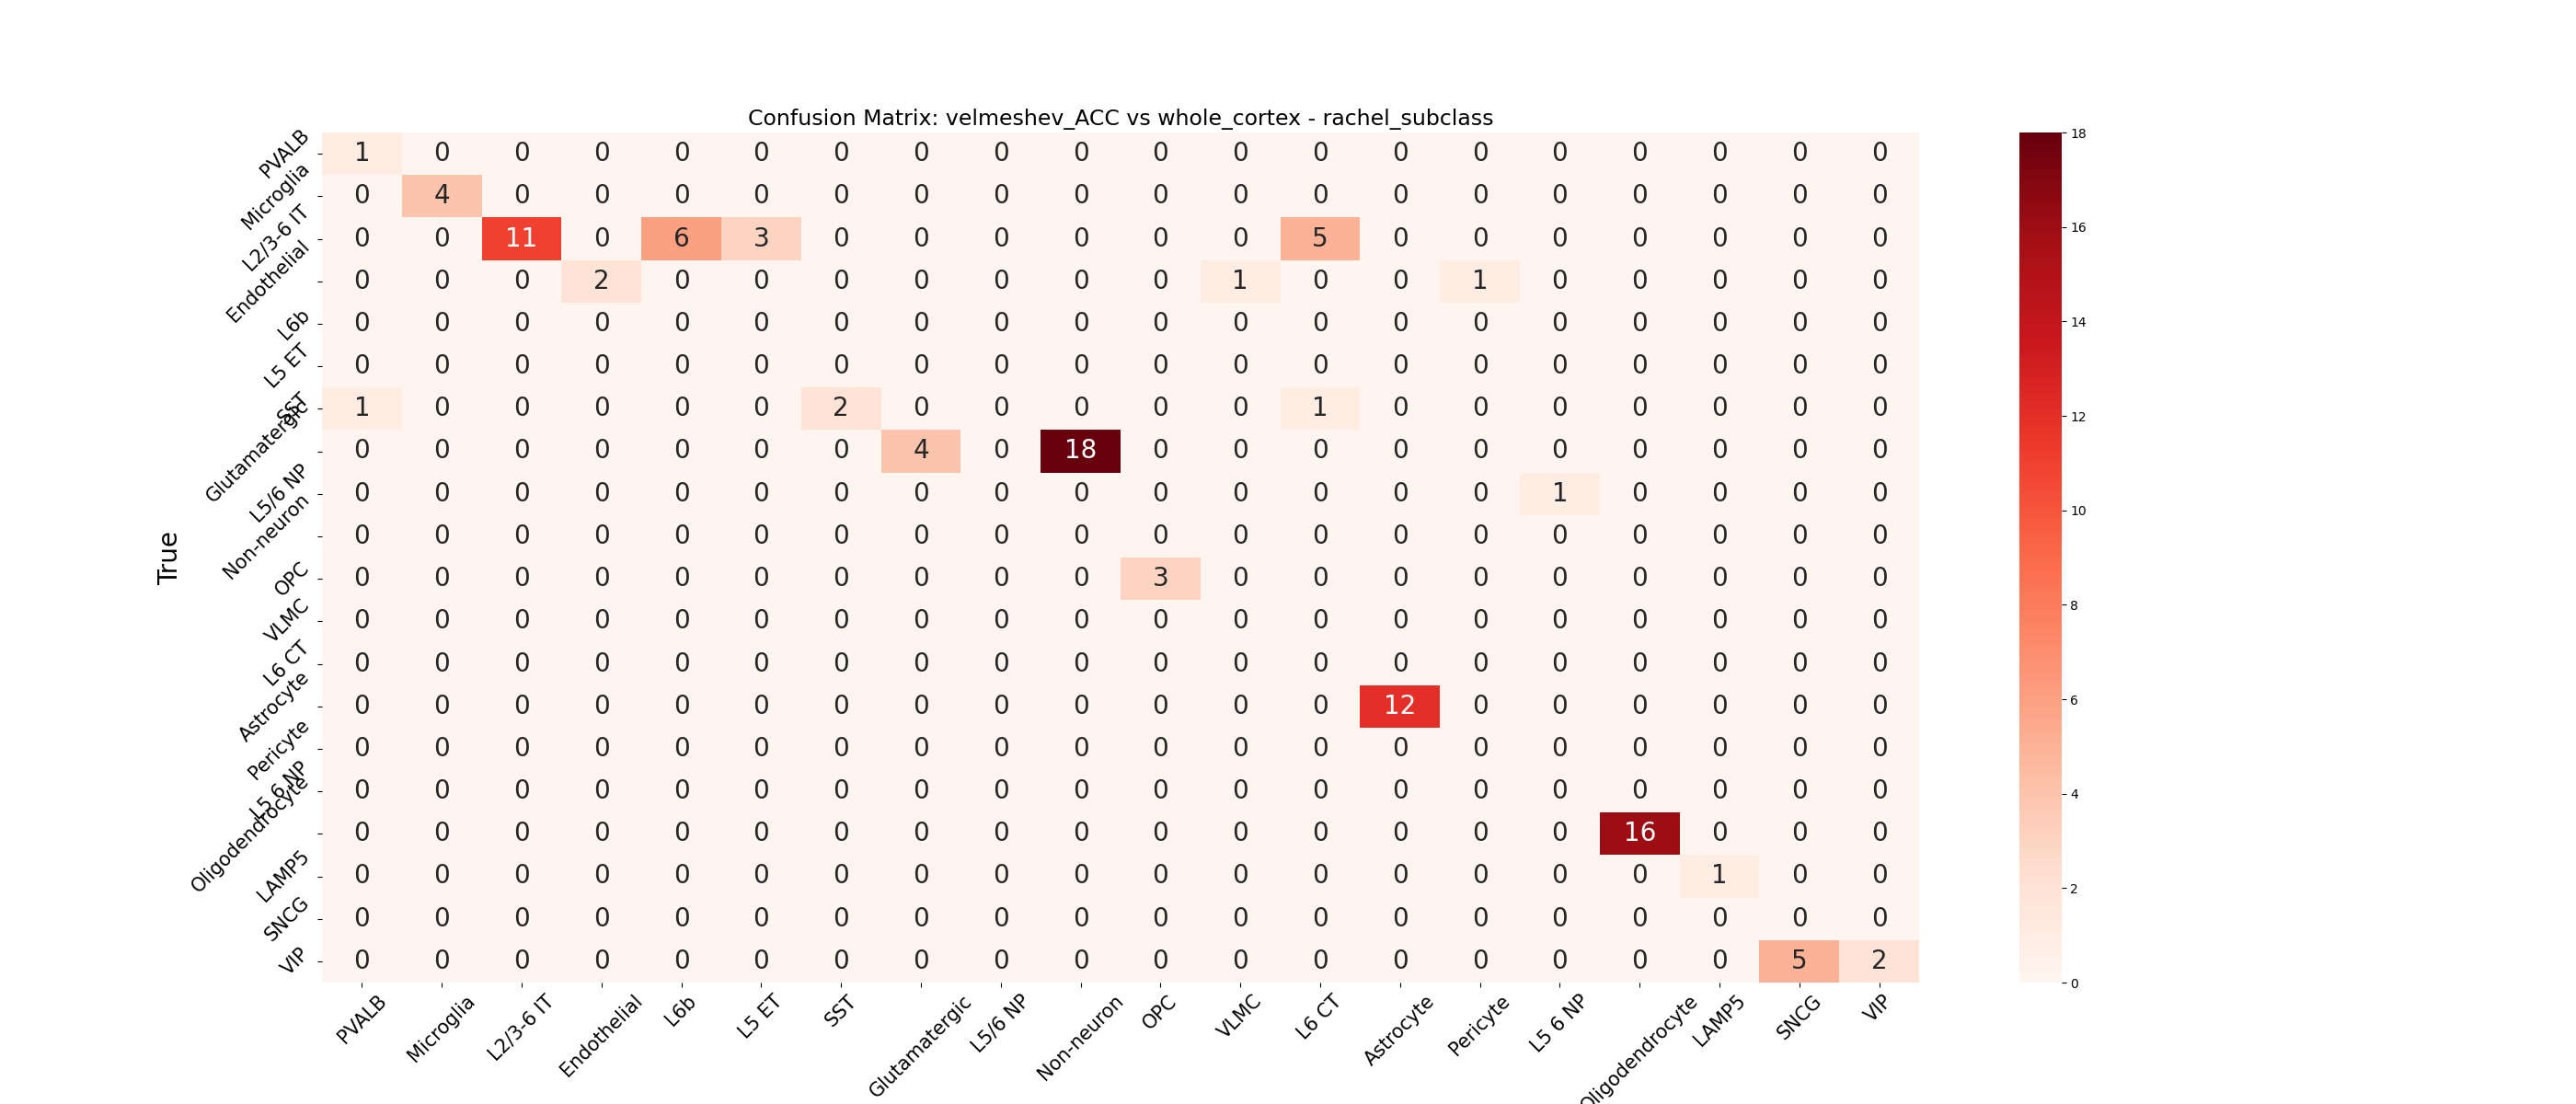 Confusion Matrix: velmeshev_ACC vs whole_cortex - rachel_subclass
True
PVALB 1 0 0 0 0 0 0 0 0 0 0 0 0 0 0 0 0 0 0 0
Microglia 0 4 0 0 0 0 0 0 0 0 0 0 0 0 0 0 0 0 0 0
L2/3-6 IT 0 0 11 0 6 3 0 0 0 0 0 0 5 0 0 0 0 0 0 0
Endothelial 0 0 0 2 0 0 0 0 0 0 0 1 0 0 1 0 0 0 0 0
L6b 0 0 0 0 0 0 0 0 0 0 0 0 0 0 0 0 0 0 0 0
L5 ET 0 0 0 0 0 0 0 0 0 0 0 0 0 0 0 0 0 0 0 0
SST 1 0 0 0 0 0 2 0 0 0 0 0 1 0 0 0 0 0 0 0
Glutamatergic 0 0 0 0 0 0 0 4 0 18 0 0 0 0 0 0 0 0 0 0
L5/6 NP 0 0 0 0 0 0 0 0 0 0 0 0 0 0 0 1 0 0 0 0
Non-neuron 0 0 0 0 0 0 0 0 0 0 0 0 0 0 0 0 0 0 0 0
OPC 0 0 0 0 0 0 0 0 0 0 3 0 0 0 0 0 0 0 0 0
VLMC 0 0 0 0 0 0 0 0 0 0 0 0 0 0 0 0 0 0 0 0
L6 CT 0 0 0 0 0 0 0 0 0 0 0 0 0 0 0 0 0 0 0 0
Astrocyte 0 0 0 0 0 0 0 0 0 0 0 0 0 12 0 0 0 0 0 0
Pericyte 0 0 0 0 0 0 0 0 0 0 0 0 0 0 0 0 0 0 0 0
L5 6 NP 0 0 0 0 0 0 0 0 0 0 0 0 0 0 0 0 0 0 0 0
Oligodendrocyte 0 0 0 0 0 0 0 0 0 0 0 0 0 0 0 0 16 0 0 0
LAMP5 0 0 0 0 0 0 0 0 0 0 0 0 0 0 0 0 0 1 0 0
SNCG 0 0 0 0 0 0 0 0 0 0 0 0 0 0 0 0 0 0 0 0
VIP 0 0 0 0 0 0 0 0 0 0 0 0 0 0 0 0 0 0 5 2
PVALB Microglia L2/3-6 IT Endothelial L6b L5 ET SST Glutamatergic L5/6 NP Non-neuron OPC VLMC L6 CT Astrocyte Pericyte L5 6 NP Oligodendrocyte LAMP5 SNCG VIP
18
16
14
12
10
8
6
4
2
0